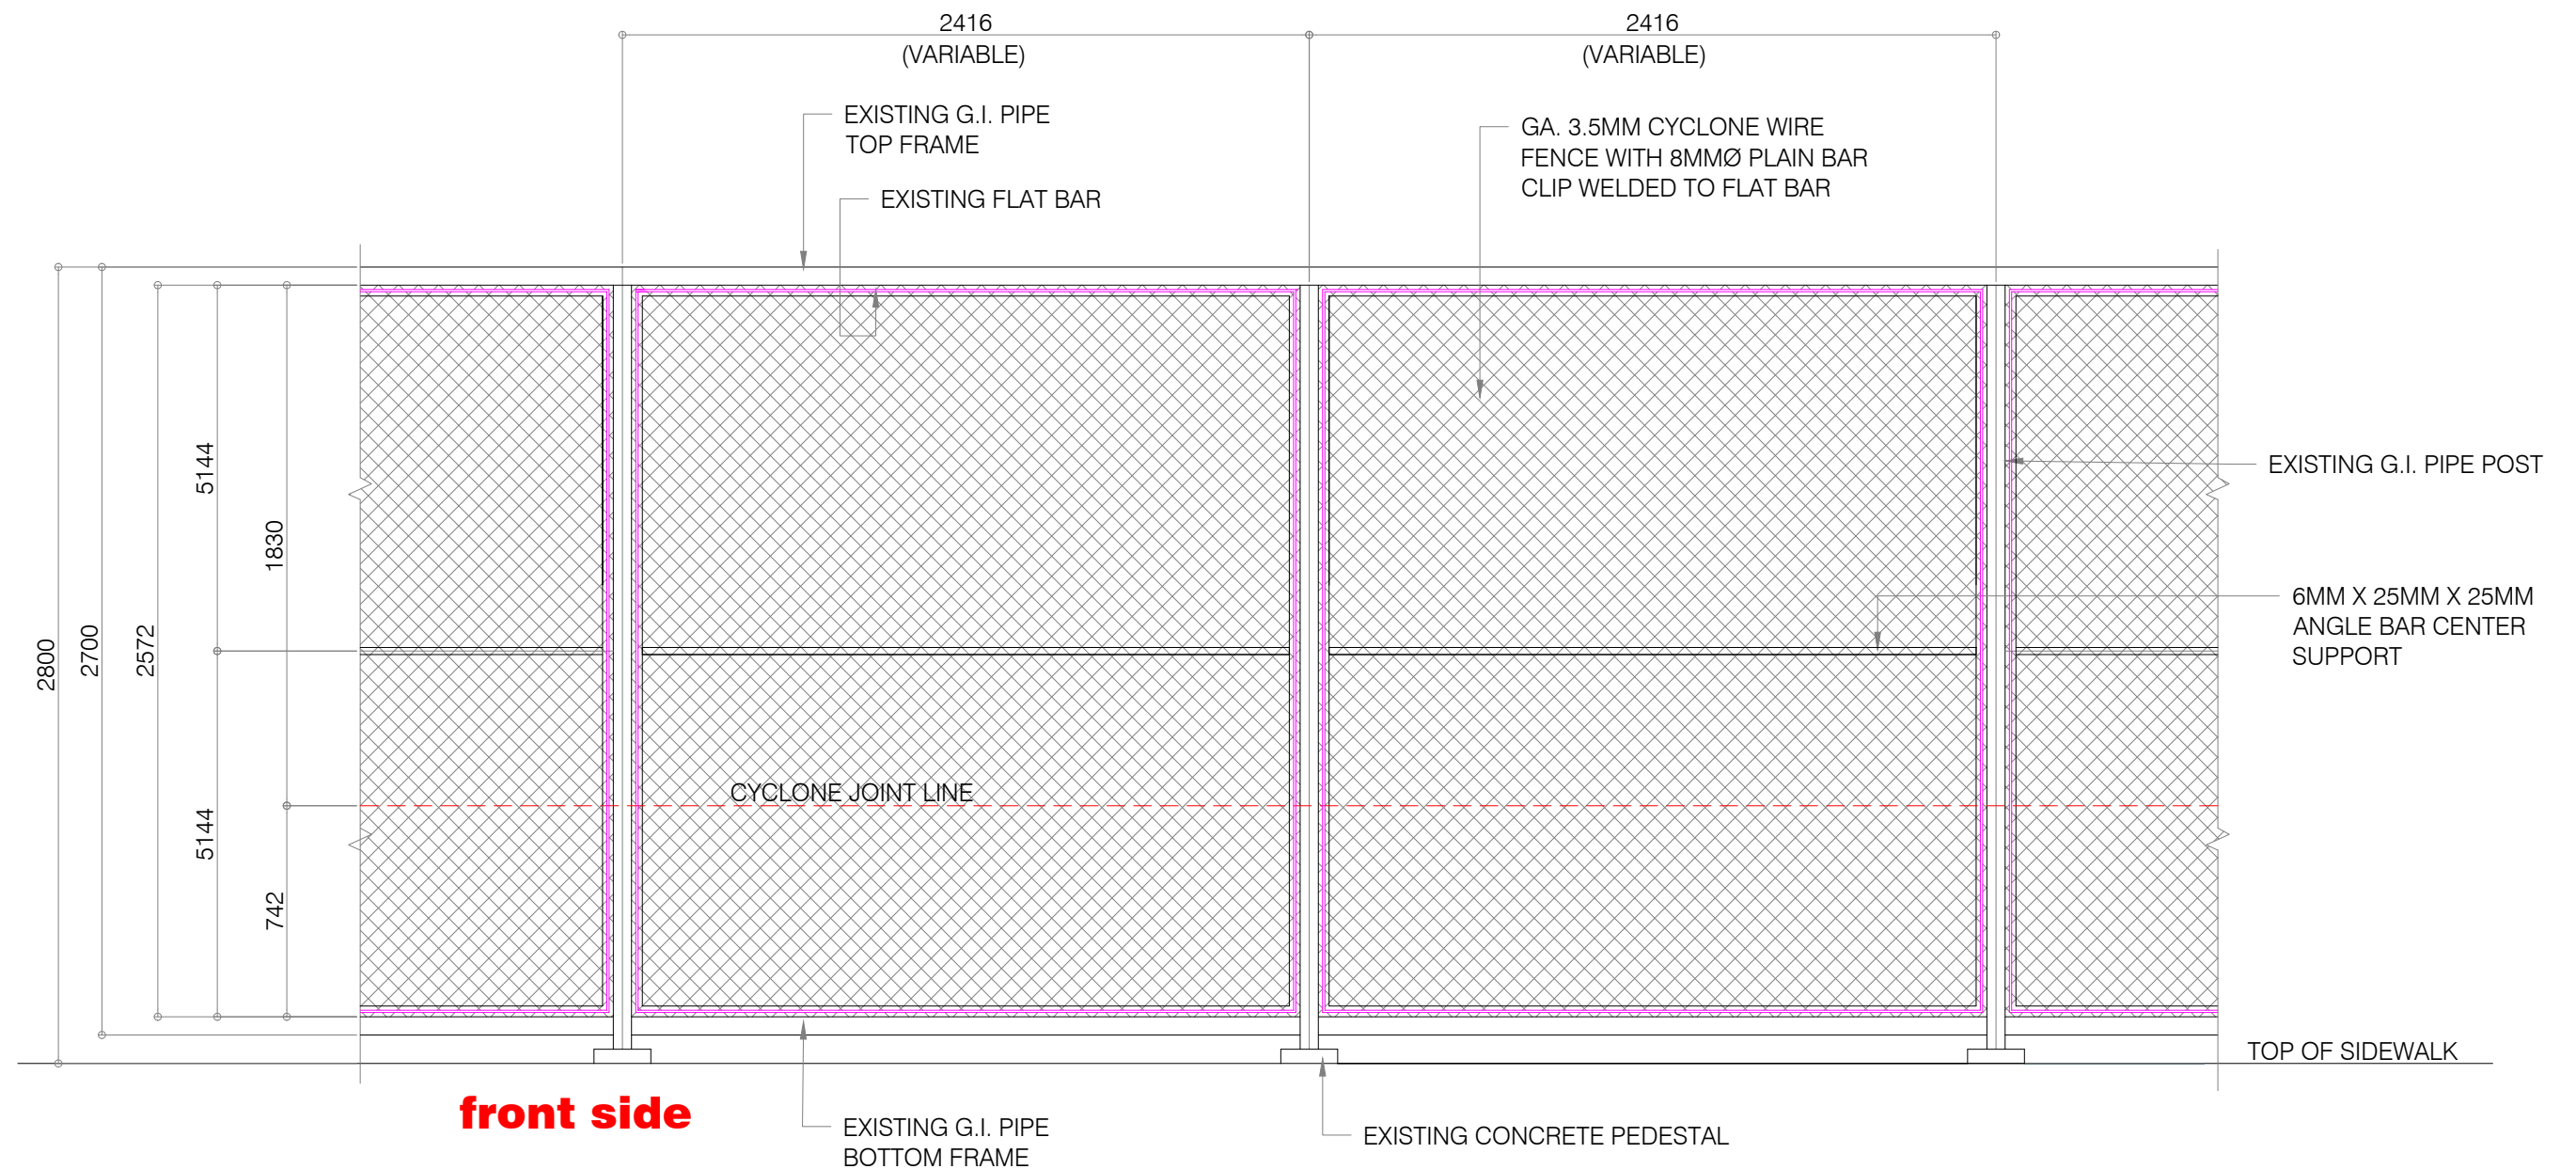 2416
(VARIABLE)
2416
(VARIABLE)
EXISTING G.I. PIPE
TOP FRAME
EXISTING FLAT BAR
GA. 3.5MM CYCLONE WIRE
FENCE WITH 8MMØ PLAIN BAR
CLIP WELDED TO FLAT BAR
EXISTING G.I. PIPE POST
6MM X 25MM X 25MM
ANGLE BAR CENTER
SUPPORT
2800
2700
2572
5144
5144
1830
742
CYCLONE JOINT LINE
TOP OF SIDEWALK
front side
EXISTING G.I. PIPE
BOTTOM FRAME
EXISTING CONCRETE PEDESTAL